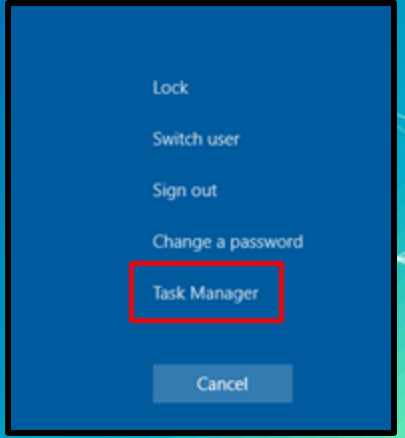 Lock
Switch user
Sign out
Change a password
Task Manager
Cancel